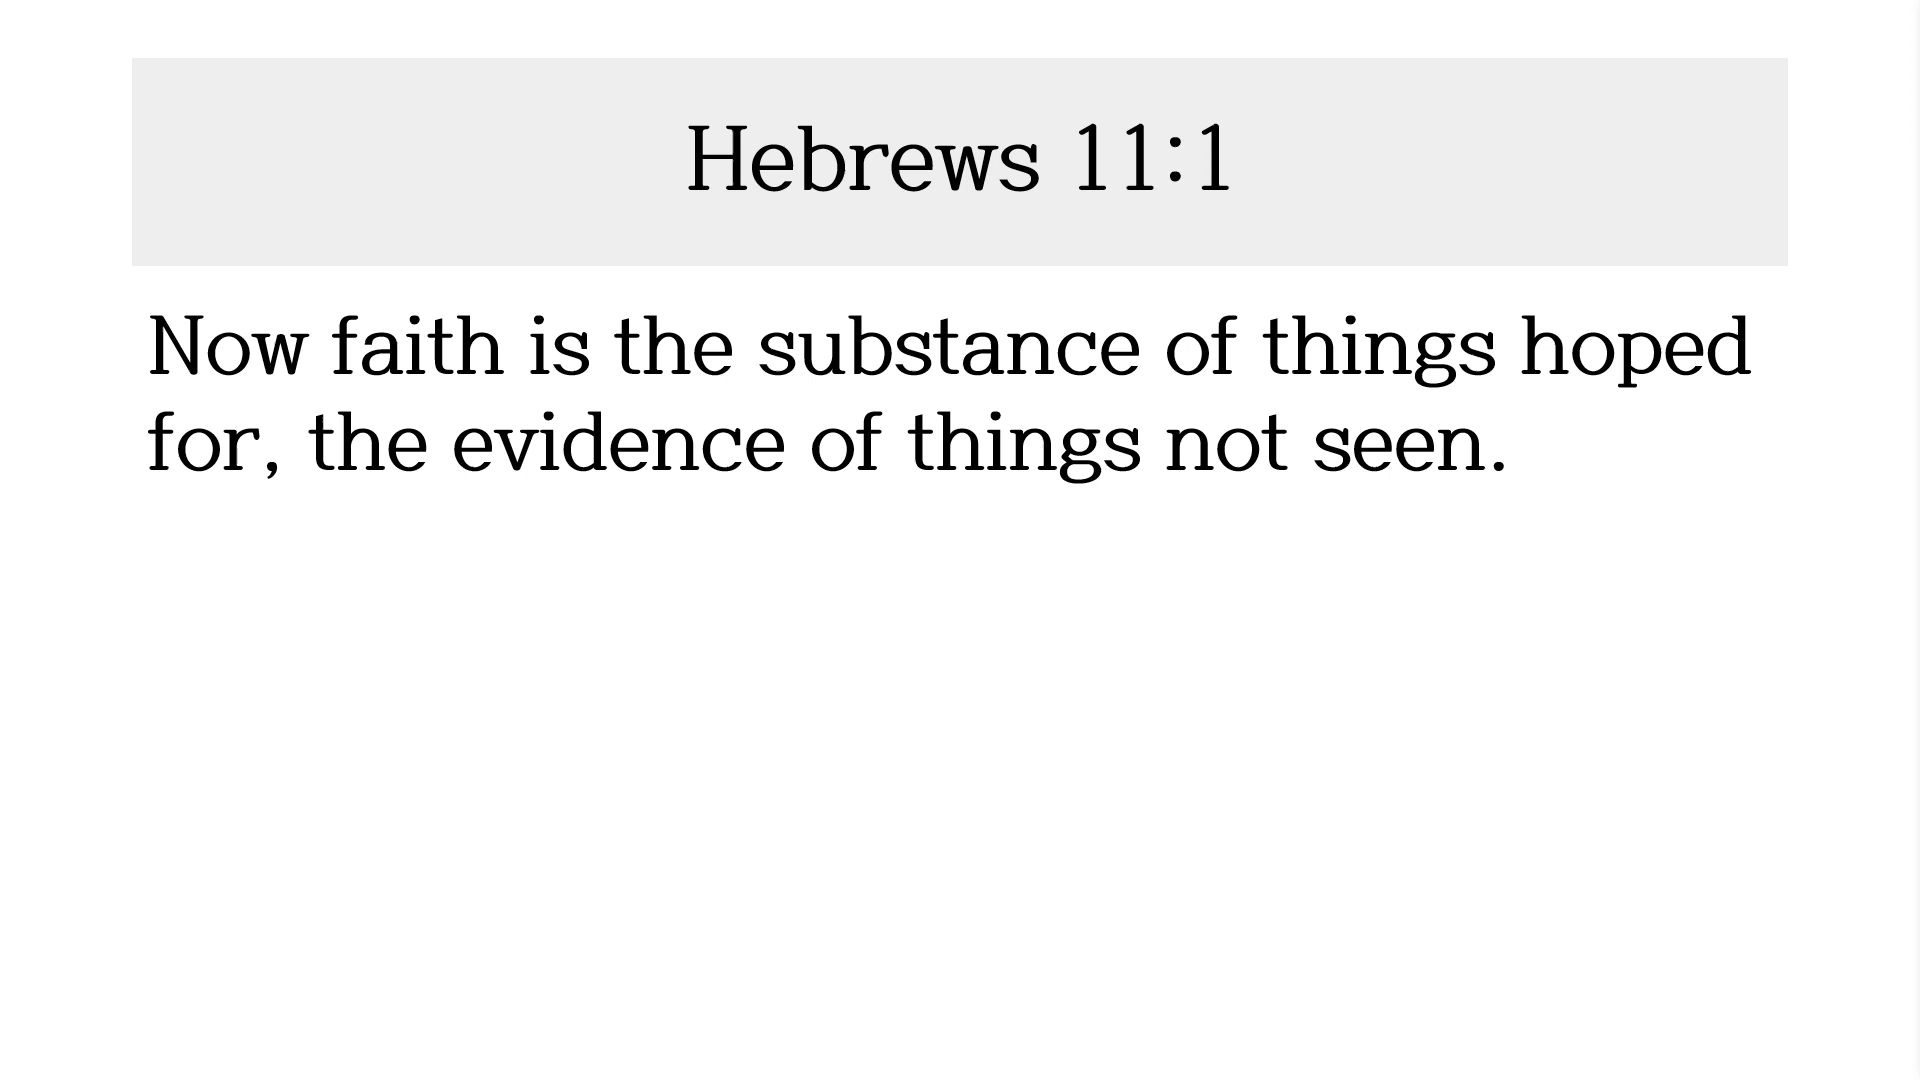 Hebrews 11:1
Now faith is the substance of things hoped
for, the evidence of things not seen.